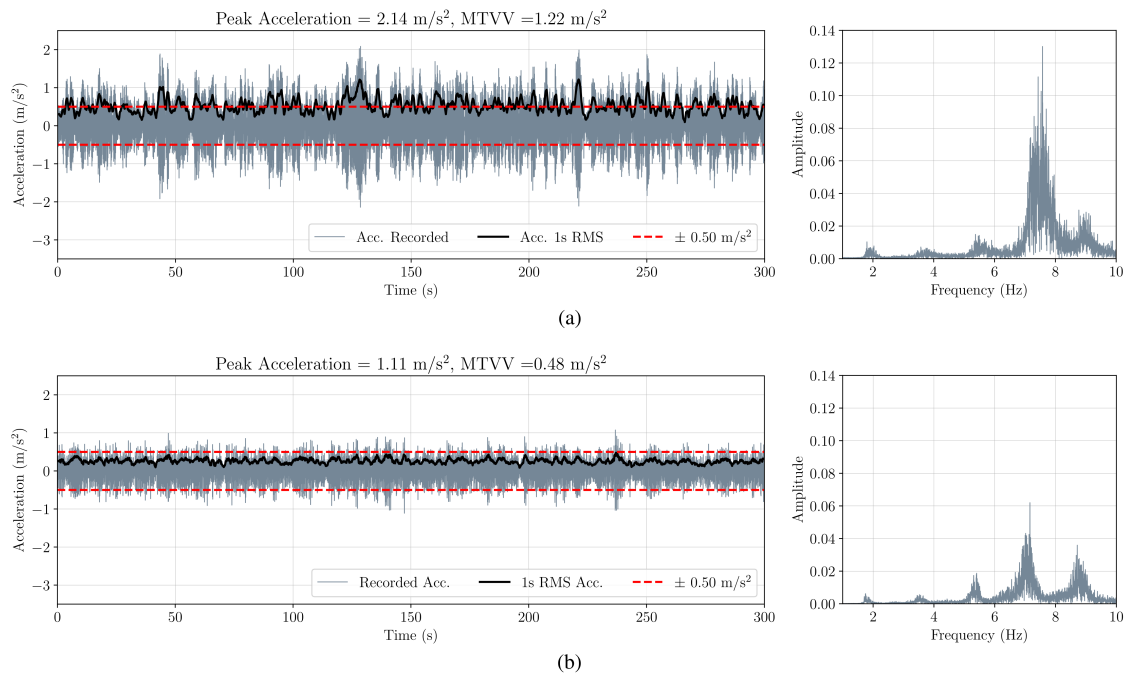 Peak Acceleration = 2.14 m/s², MTVV =1.22 m/s²
Acceleration (m/s²)
2
1
0
−1
−2
−3
Acc. Recorded
Acc. 1s RMS
± 0.50 m/s²
0
50
100
150
200
250
300
Time (s)
Amplitude
0.14
0.12
0.10
0.08
0.06
0.04
0.02
0.00
2
4
6
8
10
Frequency (Hz)
(a)
Peak Acceleration = 1.11 m/s², MTVV =0.48 m/s²
Acceleration (m/s²)
2
1
0
−1
−2
−3
Recorded Acc.
1s RMS Acc.
± 0.50 m/s²
0
50
100
150
200
250
300
Time (s)
Amplitude
0.14
0.12
0.10
0.08
0.06
0.04
0.02
0.00
2
4
6
8
10
Frequency (Hz)
(b)